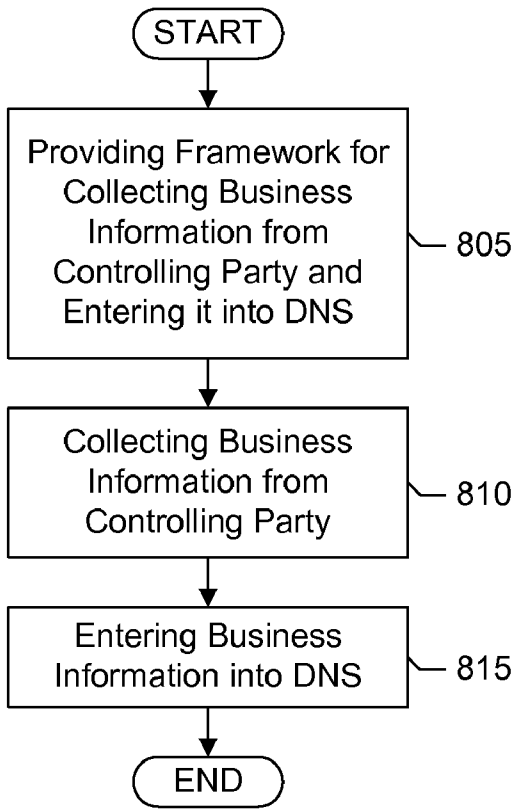 START
Providing Framework for
Collecting Business
Information from
Controlling Party and
Entering it into DNS
805
Collecting Business
Information from
Controlling Party
810
Entering Business
Information into DNS
815
END